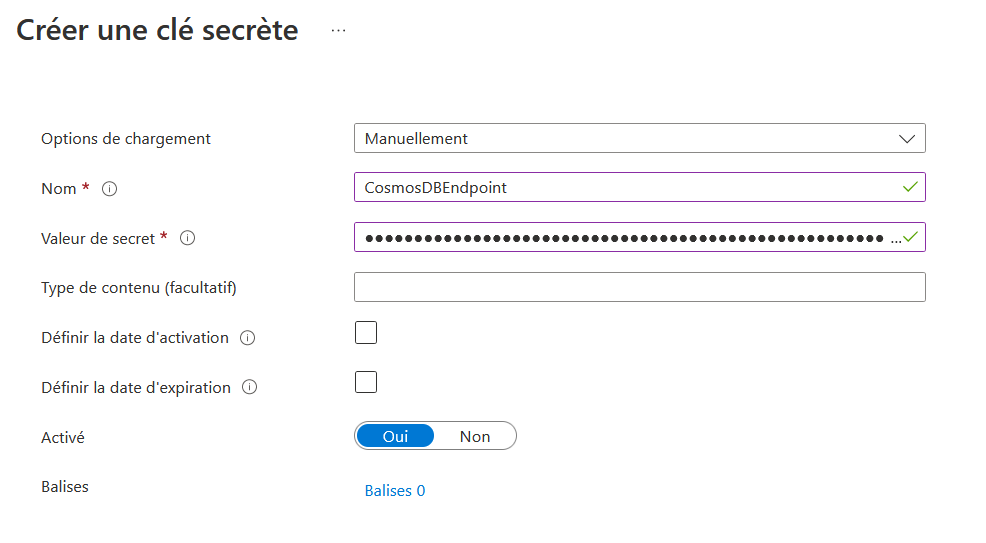 Créer une clé secrète ...
Options de chargement Manuellement
Nom * CosmosDBEndpoint
Valeur de secret * ●●●●●●●●●●●●●●●●●●●●●●●●●●●●●●●●●●●●●●●●●●●●●●●●●●●●● ...
Type de contenu (facultatif)
Définir la date d'activation
Définir la date d'expiration
Activé Oui Non
Balises Balises 0